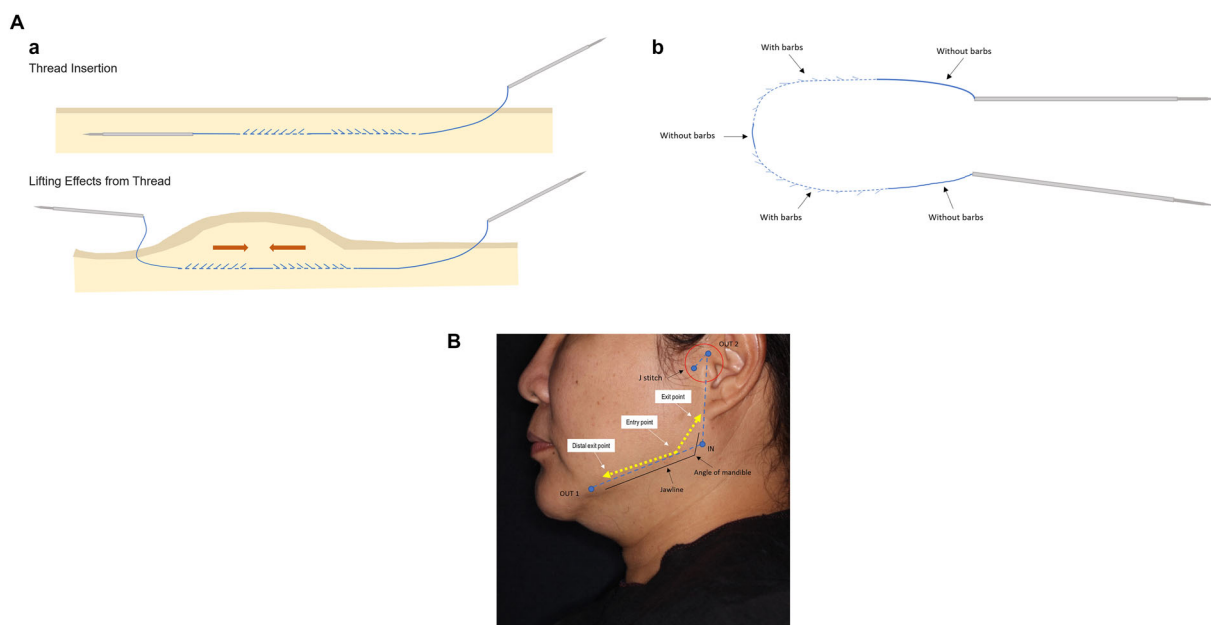 A
a
Thread Insertion
Lifting Effects from Thread
b
With barbs
Without barbs
Without barbs
With barbs
Without barbs
B
OUT 2
J stitch
Exit point
Entry point
Distal exit point
IN
Angle of mandible
Jawline
OUT 1